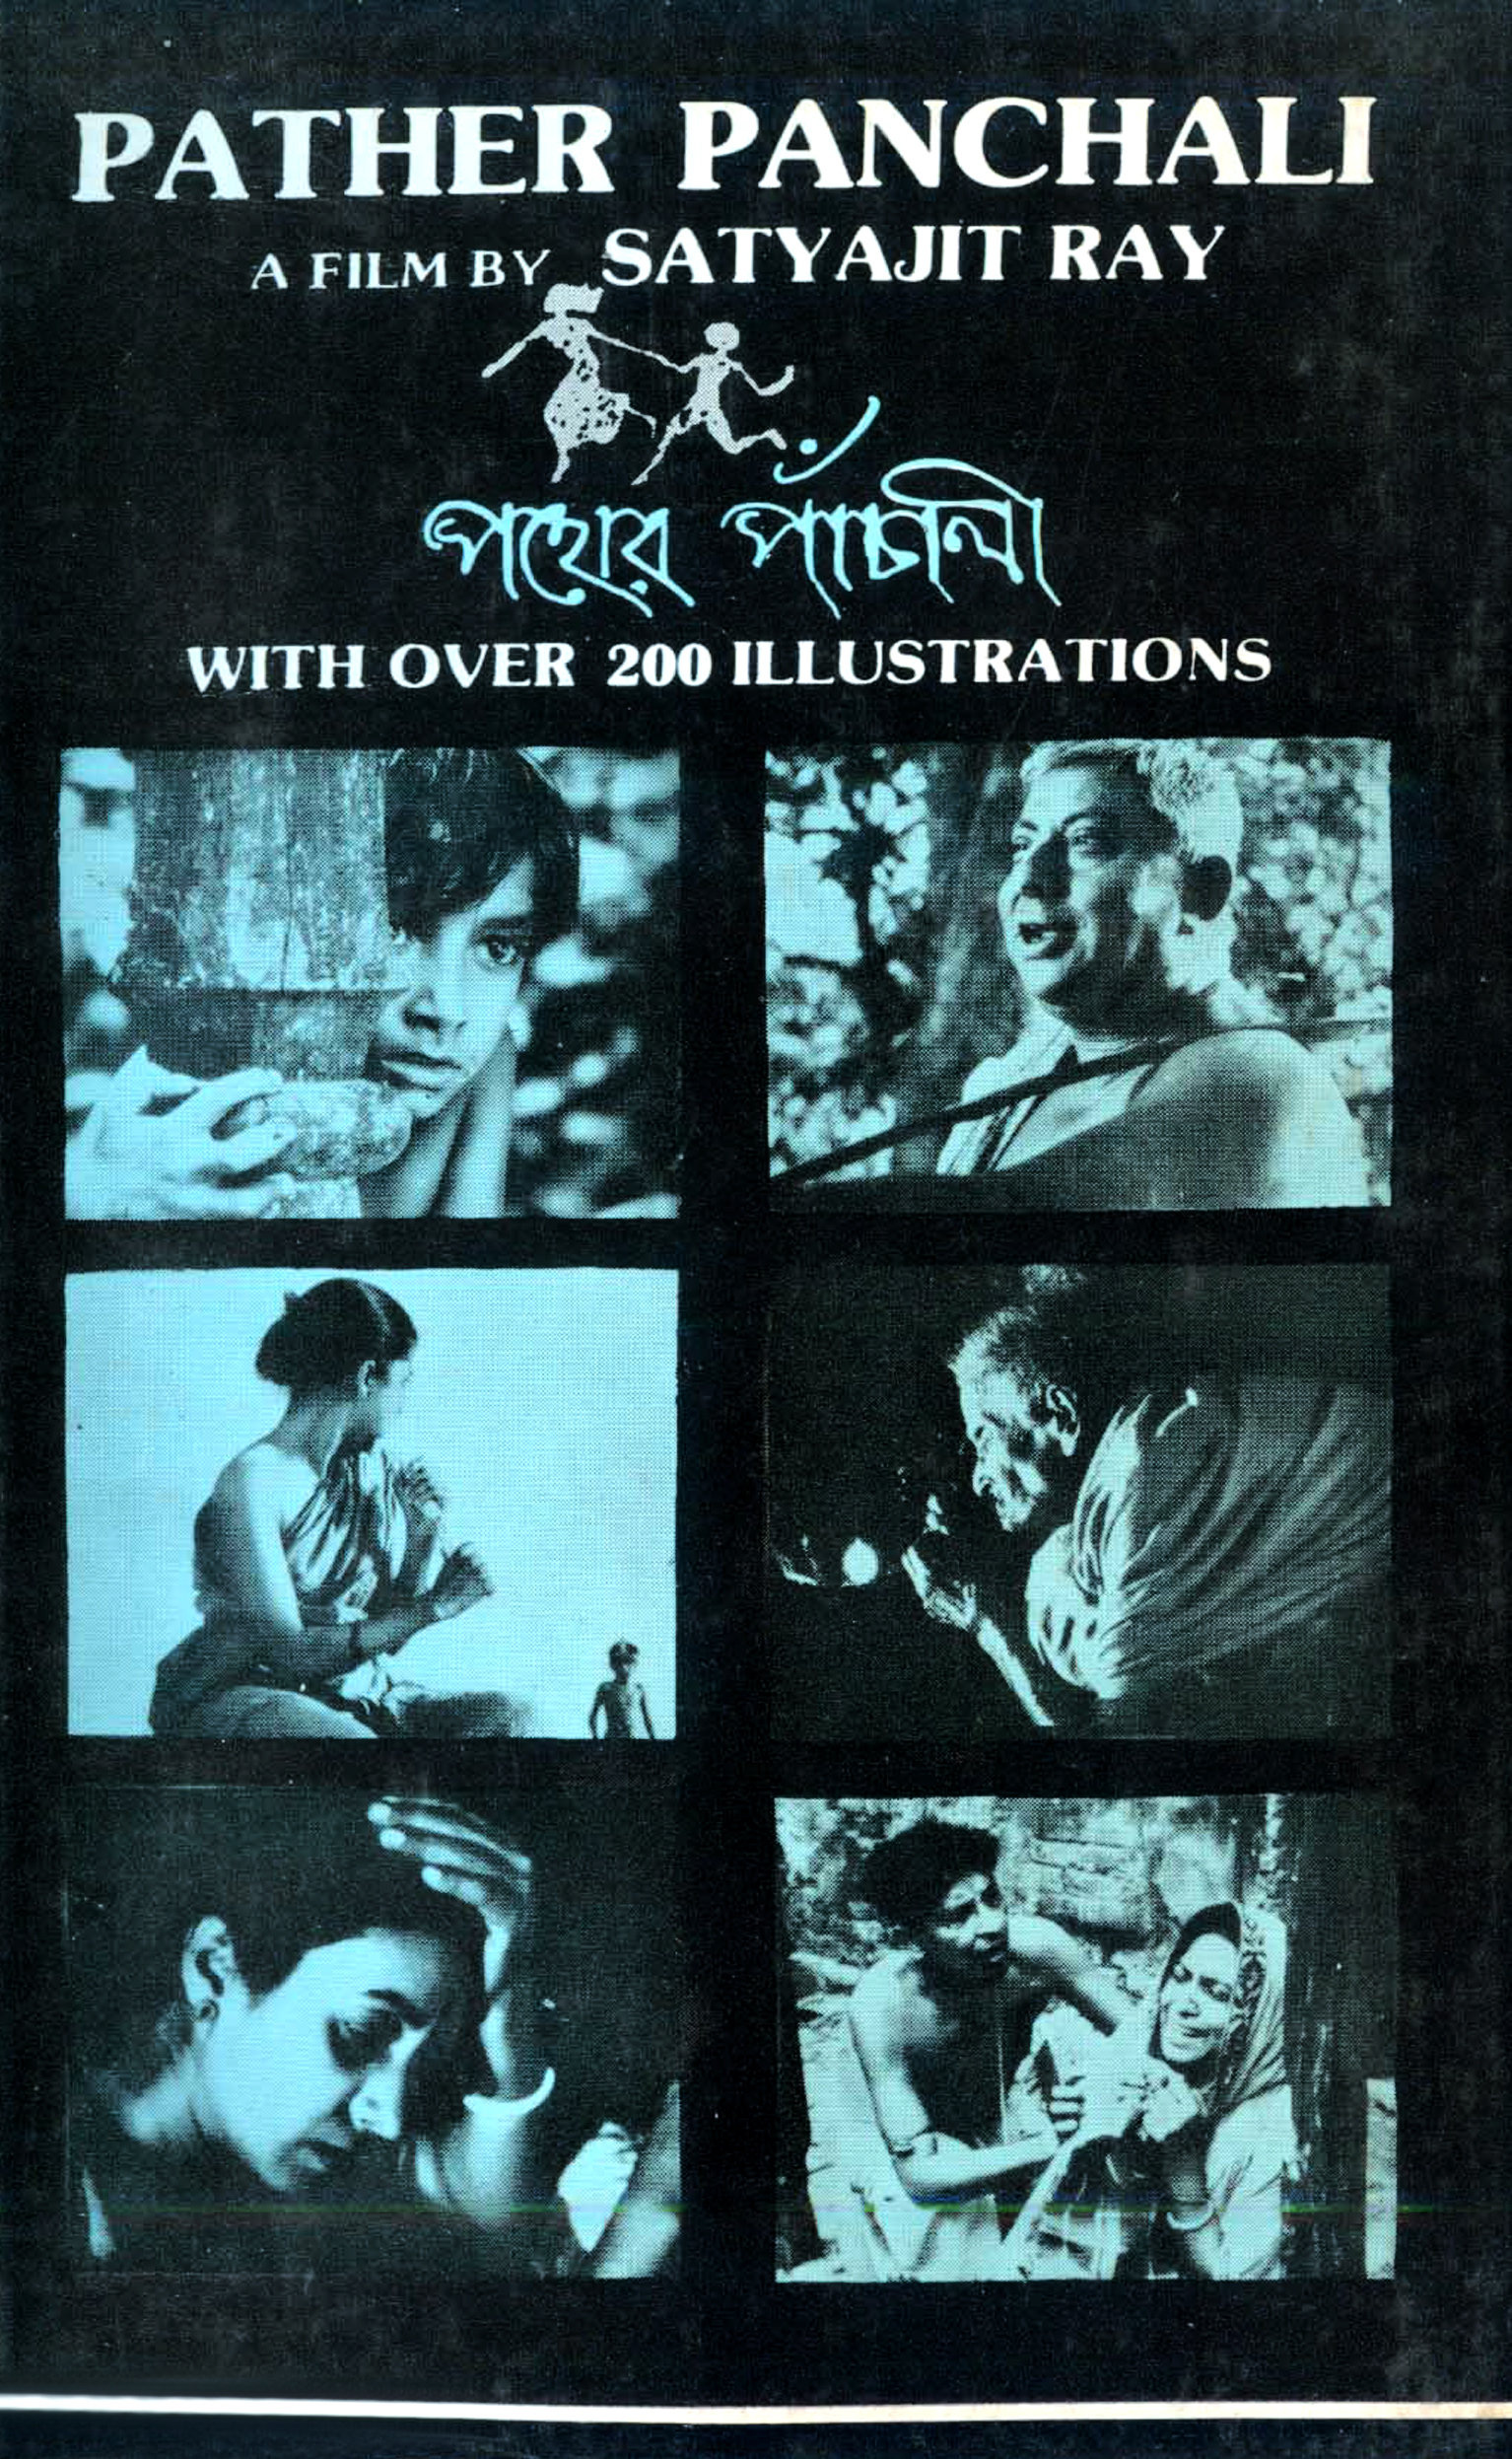 PATHER PANCHALI
A FILM BY SATYAJIT RAY
পথের পাঁচালী
WITH OVER 200 ILLUSTRATIONS